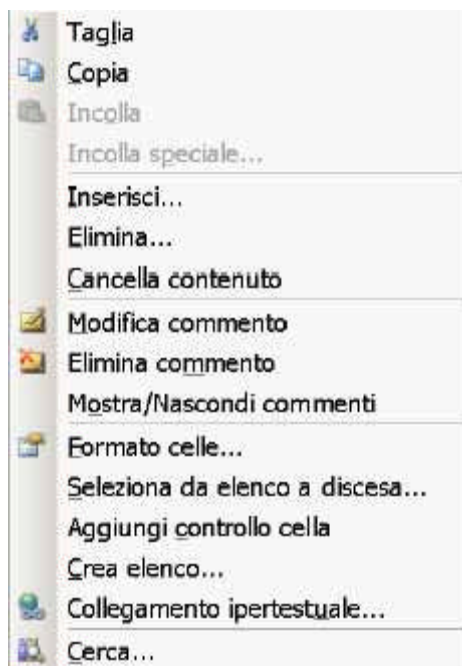 Taglia
Copia
Incolla
Incolla speciale...
Inserisci...
Elimina...
Cancella contenuto
Modifica commento
Elimina commento
Mostra/Nascondi commenti
Formato celle...
Seleziona da elenco a discesa...
Aggiungi controllo cella
Crea elenco...
Collegamento ipertestuale...
Cerca...